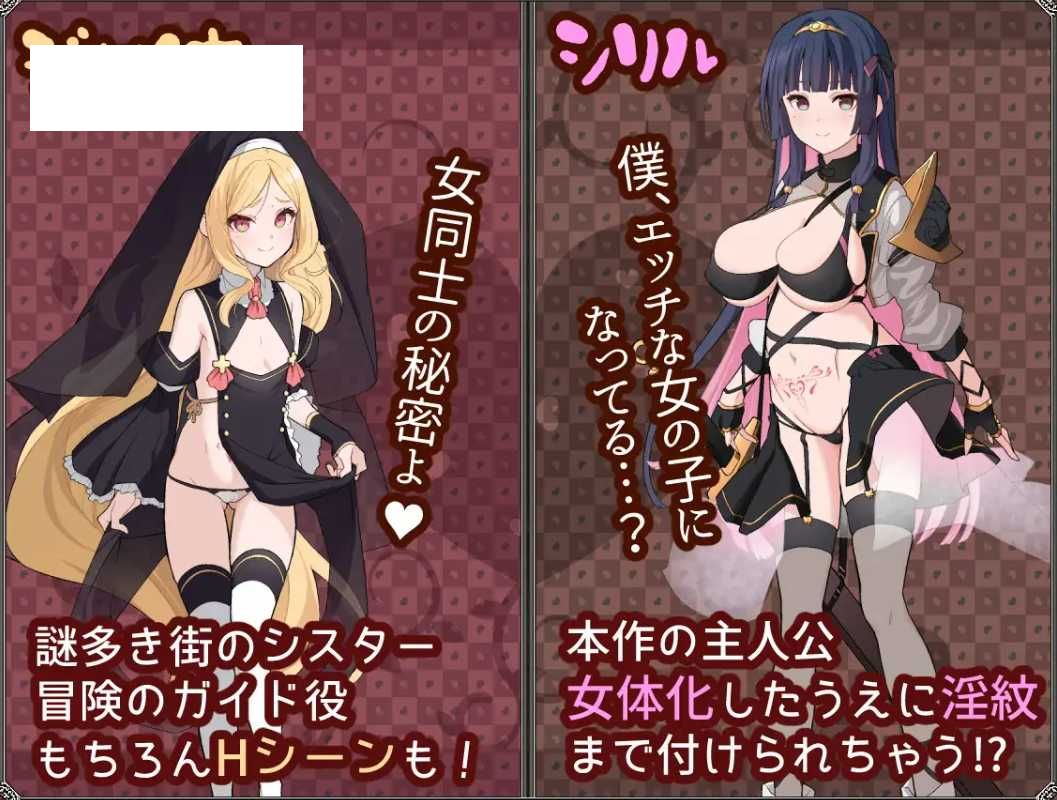 女同士の秘密よ♥
謎多き街のシスター
冒険のガイド役
もちろんHシーンも!
シリル
僕、エッチな女の子に
なってる…?
本作の主人公
女体化したうえに淫紋
まで付けられちゃう!?